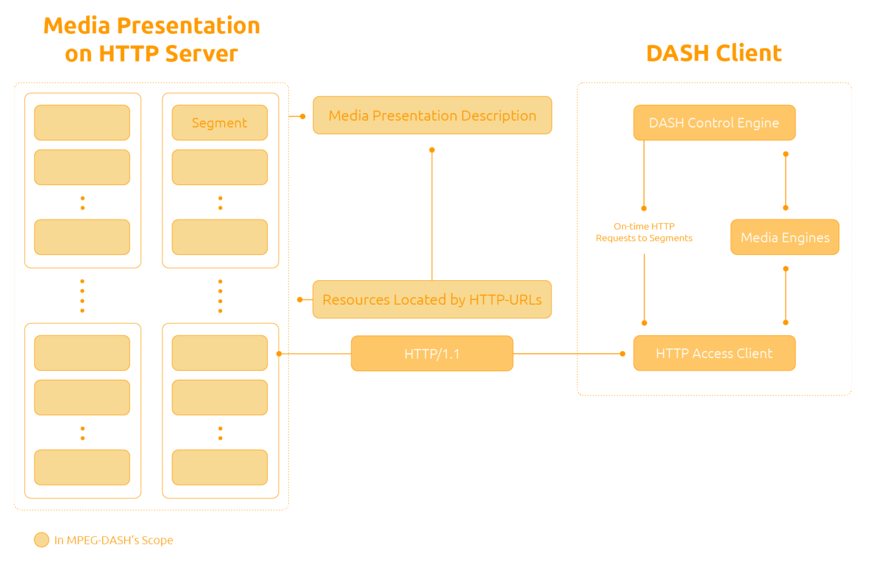 Media Presentation
on HTTP Server
DASH Client
Segment
Media Presentation Description
DASH Control Engine
On-time HTTP
Requests to Segments
Media Engines
Resources Located by HTTP-URLs
HTTP/1.1
HTTP Access Client
In MPEG-DASH's Scope